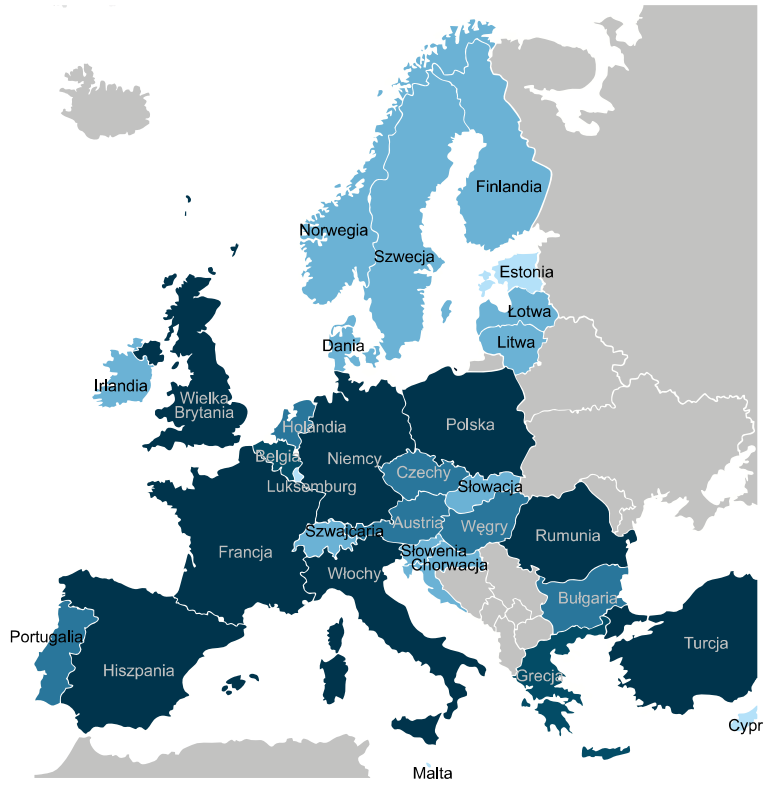 Finlandia
Norwegia
Szwecja
Estonia
Łotwa
Litwa
Dania
Irlandia
Wielka
Brytania
Holandia
Polska
Belgia
Niemcy
Czechy
Luksemburg
Słowacja
Austria
Węgry
Szwajcaria
Rumunia
Francja
Słowenia
Chorwacja
Włochy
Bułgaria
Portugalia
Turcja
Hiszpania
Grecja
Cypr
Malta